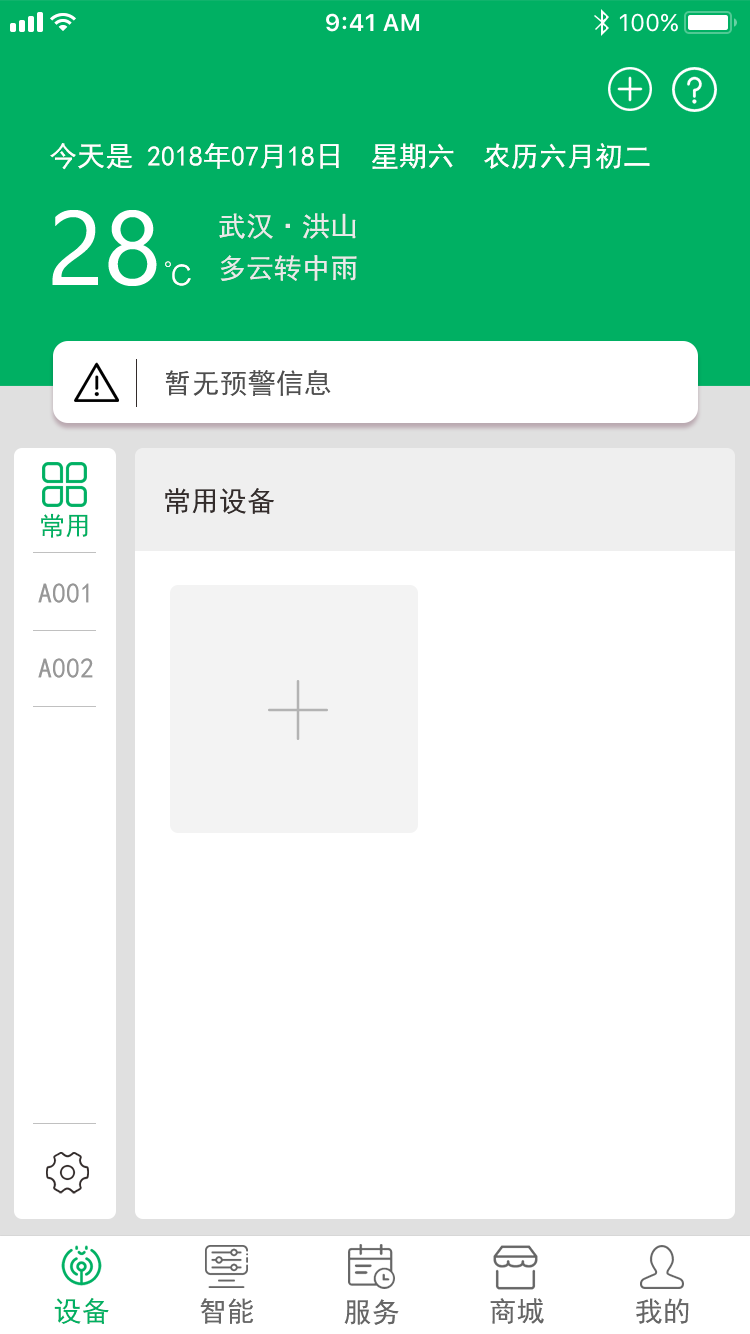 9:41 AM 100%
今天是 2018年07月18日 星期六 农历六月初二
28℃
武汉·洪山
多云转中雨
暂无预警信息
常用
A001
A002
常用设备
设备 智能 服务 商城 我的